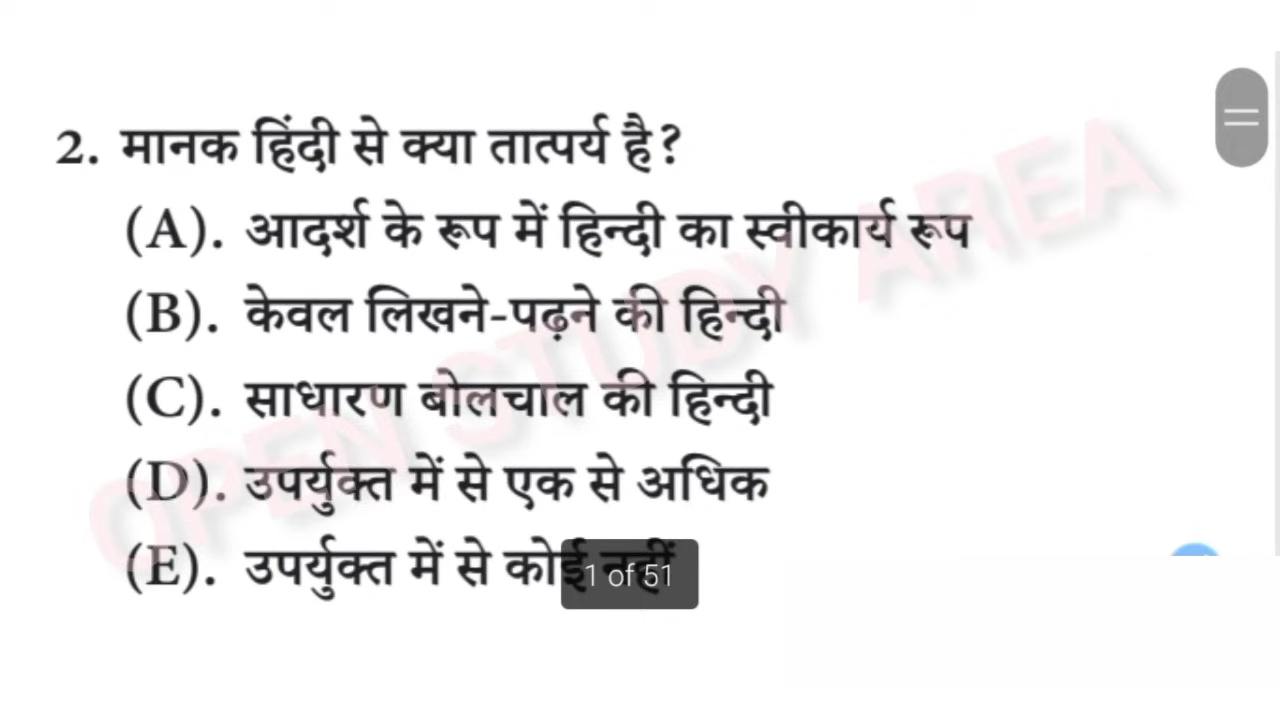 2. मानक हिंदी से क्या तात्पर्य है?
(A). आदर्श के रूप में हिन्दी का स्वीकार्य रूप
(B). केवल लिखने-पढ़ने की हिन्दी
(C). साधारण बोलचाल की हिन्दी
(D). उपर्युक्त में से एक से अधिक
(E). उपर्युक्त में से कोई नहीं
1 of 51
OPEN STUDY AREA